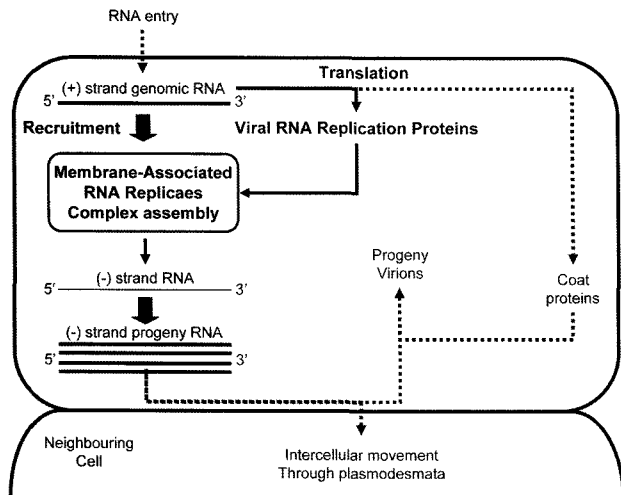 RNA entry
Translation
(+) strand genomic RNA
5' 3'
Recruitment
Viral RNA Replication Proteins
Membrane-Associated
RNA Replicaes
Complex assembly
(-) strand RNA
5' 3'
Progeny
Virions
Coat
proteins
(-) strand progeny RNA
5' 3'
Neighbouring
Cell
Intercellular movement
Through plasmodesmata